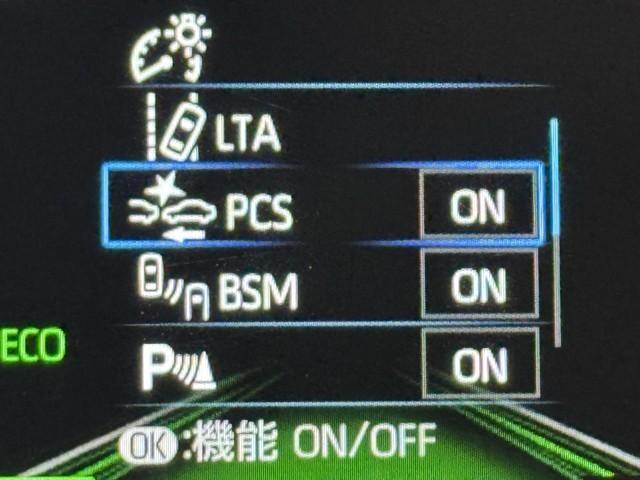 LTA
PCS ON
BSM ON
P ON
ECO
OK:機能 ON/OFF